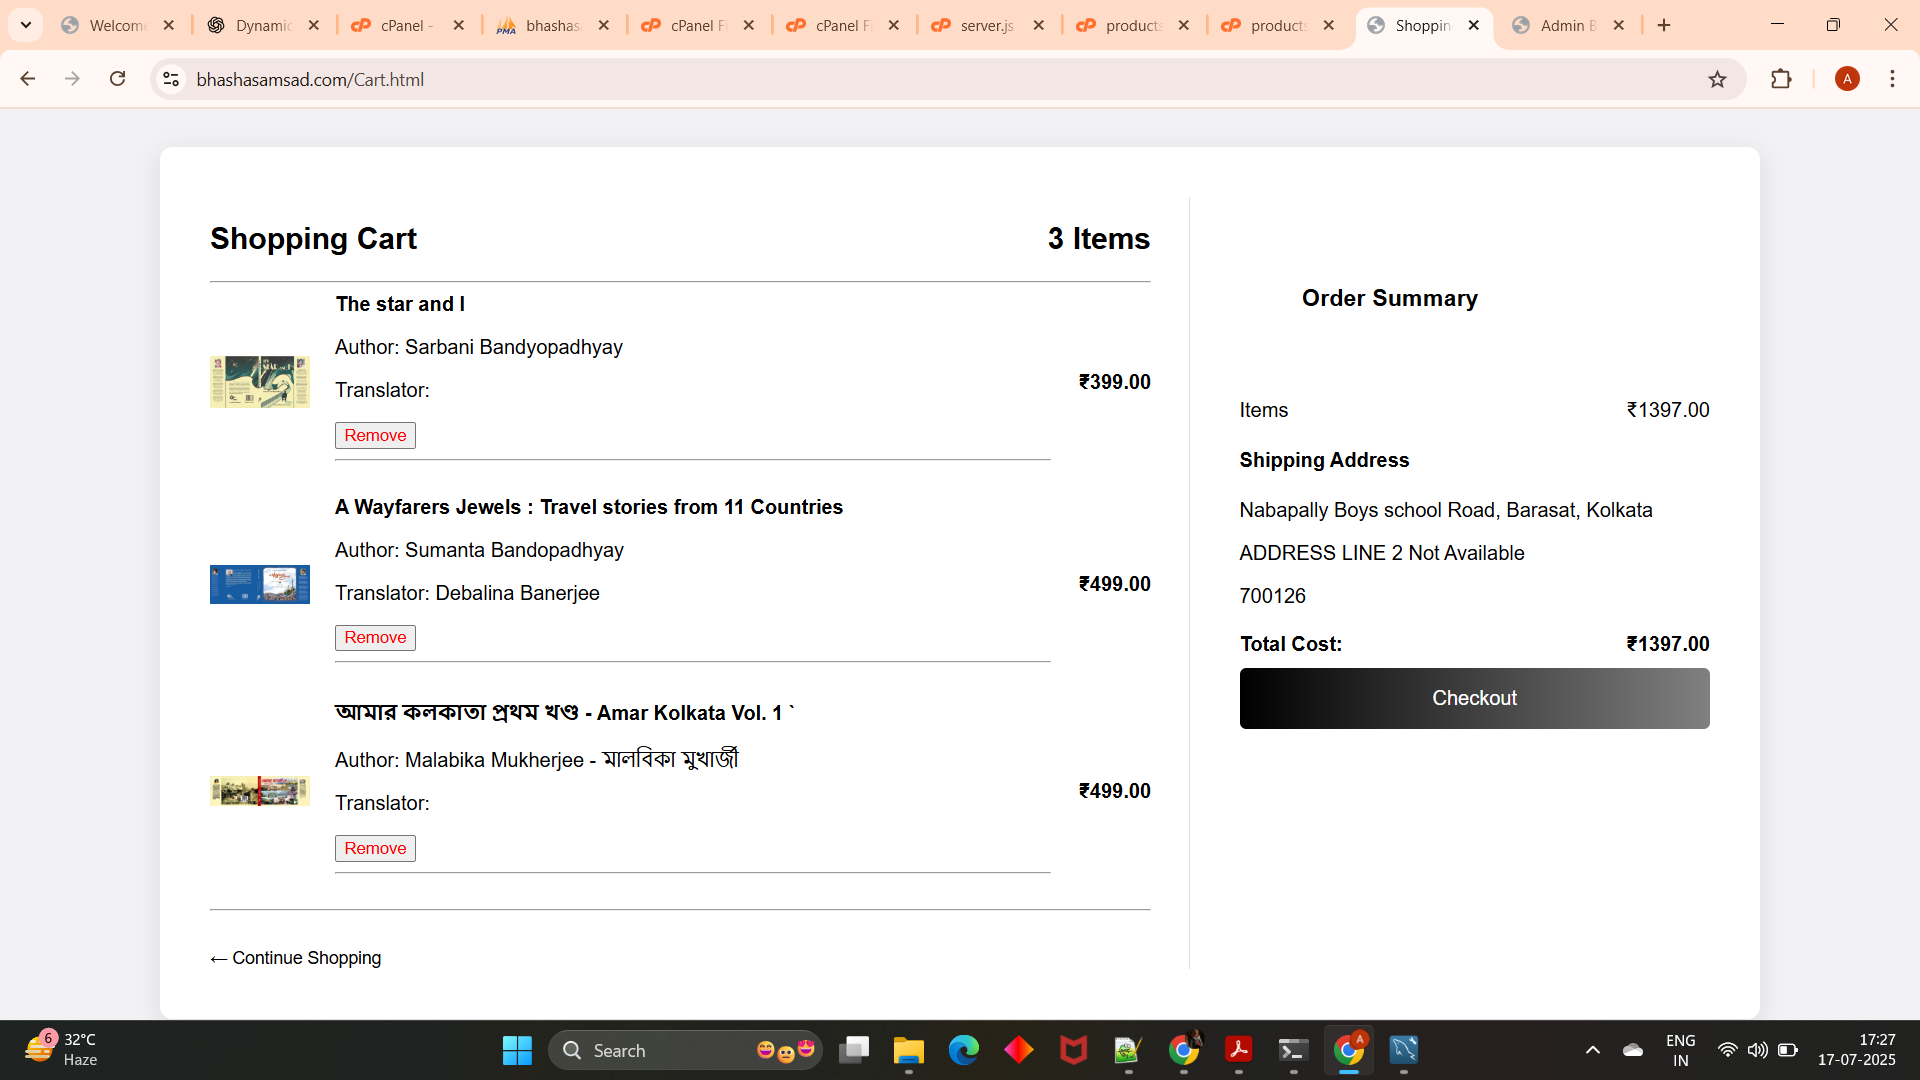 Welcome
Dynamic
cPanel -
bhashasa
cPanel Fi
cPanel Fi
server.js
products
products
Shoppin
Admin B
bhashasamsad.com/Cart.html
A
Shopping Cart
3 Items
The star and I
Author: Sarbani Bandyopadhyay
Translator:
₹399.00
Remove
A Wayfarers Jewels : Travel stories from 11 Countries
Author: Sumanta Bandopadhyay
Translator: Debalina Banerjee
₹499.00
Remove
আমার কলকাতা প্রথম খণ্ড - Amar Kolkata Vol. 1 `
Author: Malabika Mukherjee - মালবিকা মুখার্জী
Translator:
₹499.00
Remove
← Continue Shopping
Order Summary
Items ₹1397.00
Shipping Address
Nabapally Boys school Road, Barasat, Kolkata
ADDRESS LINE 2 Not Available
700126
Total Cost: ₹1397.00
Checkout
6
32°C
Haze
Search
A
ENG
IN
17:27
17-07-2025